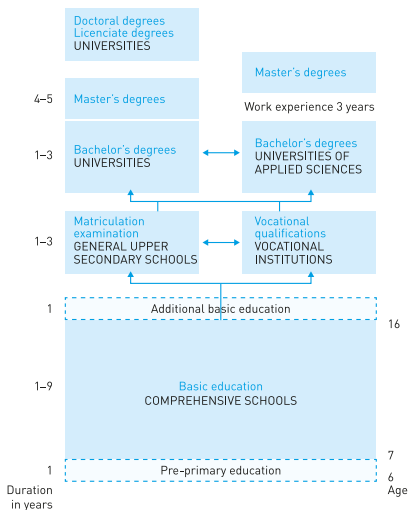 Doctoral degrees
Licenciate degrees
UNIVERSITIES
Master's degrees
4–5
Master's degrees
Work experience 3 years
1–3
Bachelor's degrees
UNIVERSITIES
Bachelor's degrees
UNIVERSITIES OF
APPLIED SCIENCES
1–3
Matriculation
examination
GENERAL UPPER
SECONDARY SCHOOLS
Vocational
qualifications
VOCATIONAL
INSTITUTIONS
1
Additional basic education
16
1–9
Basic education
COMPREHENSIVE SCHOOLS
7
1
Pre-primary education
6
Duration
in years
Age